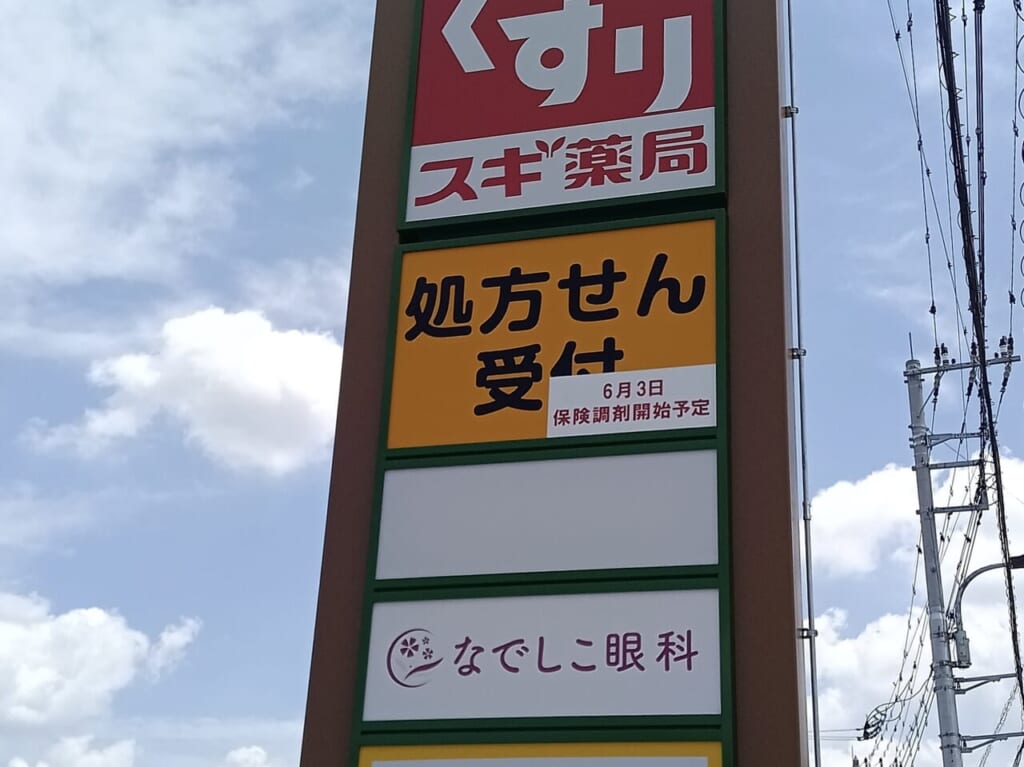 くすり
スギ薬局
処方せん
受付
6月3日
保険調剤開始予定
なでしこ眼科